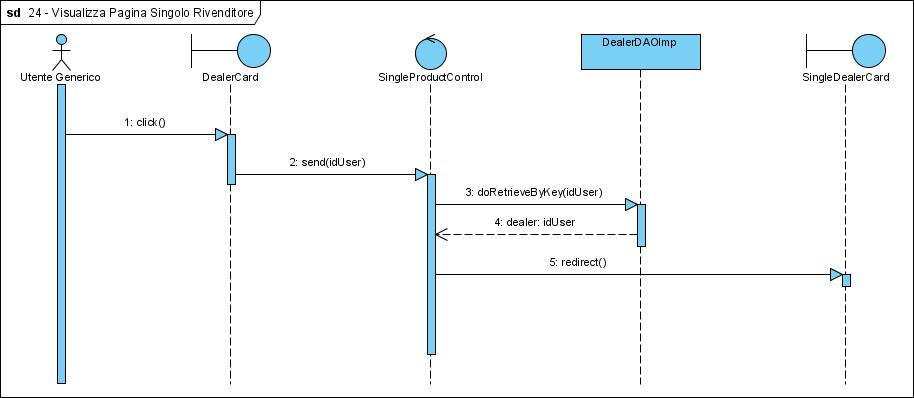 sd 24 - Visualizza Pagina Singolo Rivenditore
Utente Generico
DealerCard
SingleProductControl
DealerDAOImp
SingleDealerCard
1: click()
2: send(idUser)
3: doRetrieveByKey(idUser)
4: dealer: idUser
5: redirect()